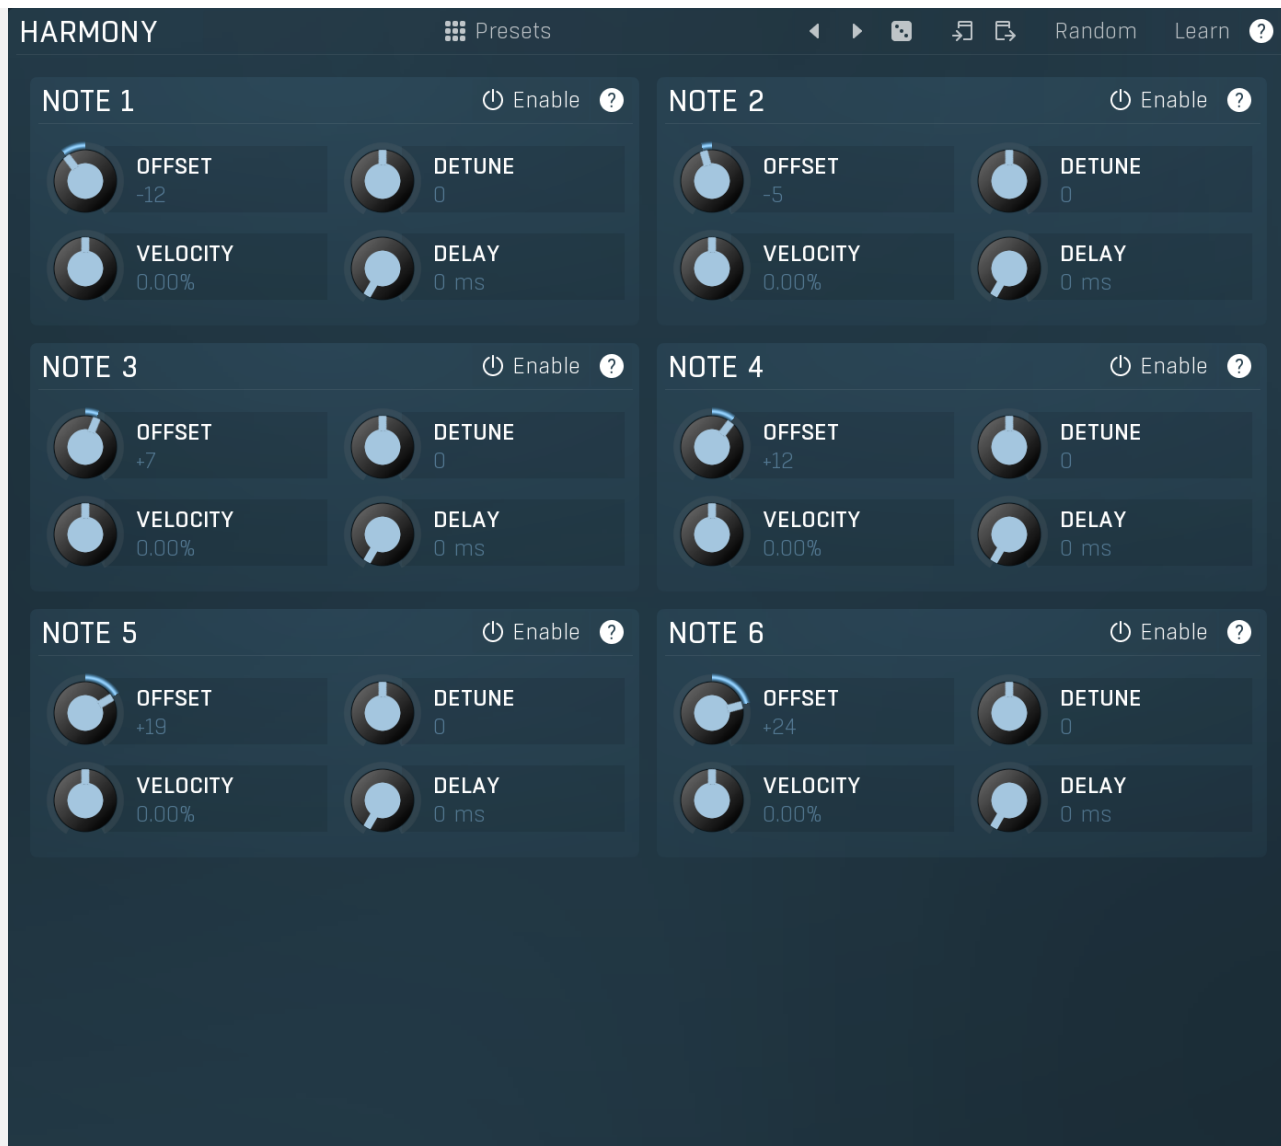 HARMONY Presets Random Learn ?
NOTE 1 Enable ?
OFFSET DETUNE
-12 0
VELOCITY DELAY
0.00% 0 ms
NOTE 2 Enable ?
OFFSET DETUNE
-5 0
VELOCITY DELAY
0.00% 0 ms
NOTE 3 Enable ?
OFFSET DETUNE
+7 0
VELOCITY DELAY
0.00% 0 ms
NOTE 4 Enable ?
OFFSET DETUNE
+12 0
VELOCITY DELAY
0.00% 0 ms
NOTE 5 Enable ?
OFFSET DETUNE
+19 0
VELOCITY DELAY
0.00% 0 ms
NOTE 6 Enable ?
OFFSET DETUNE
+24 0
VELOCITY DELAY
0.00% 0 ms